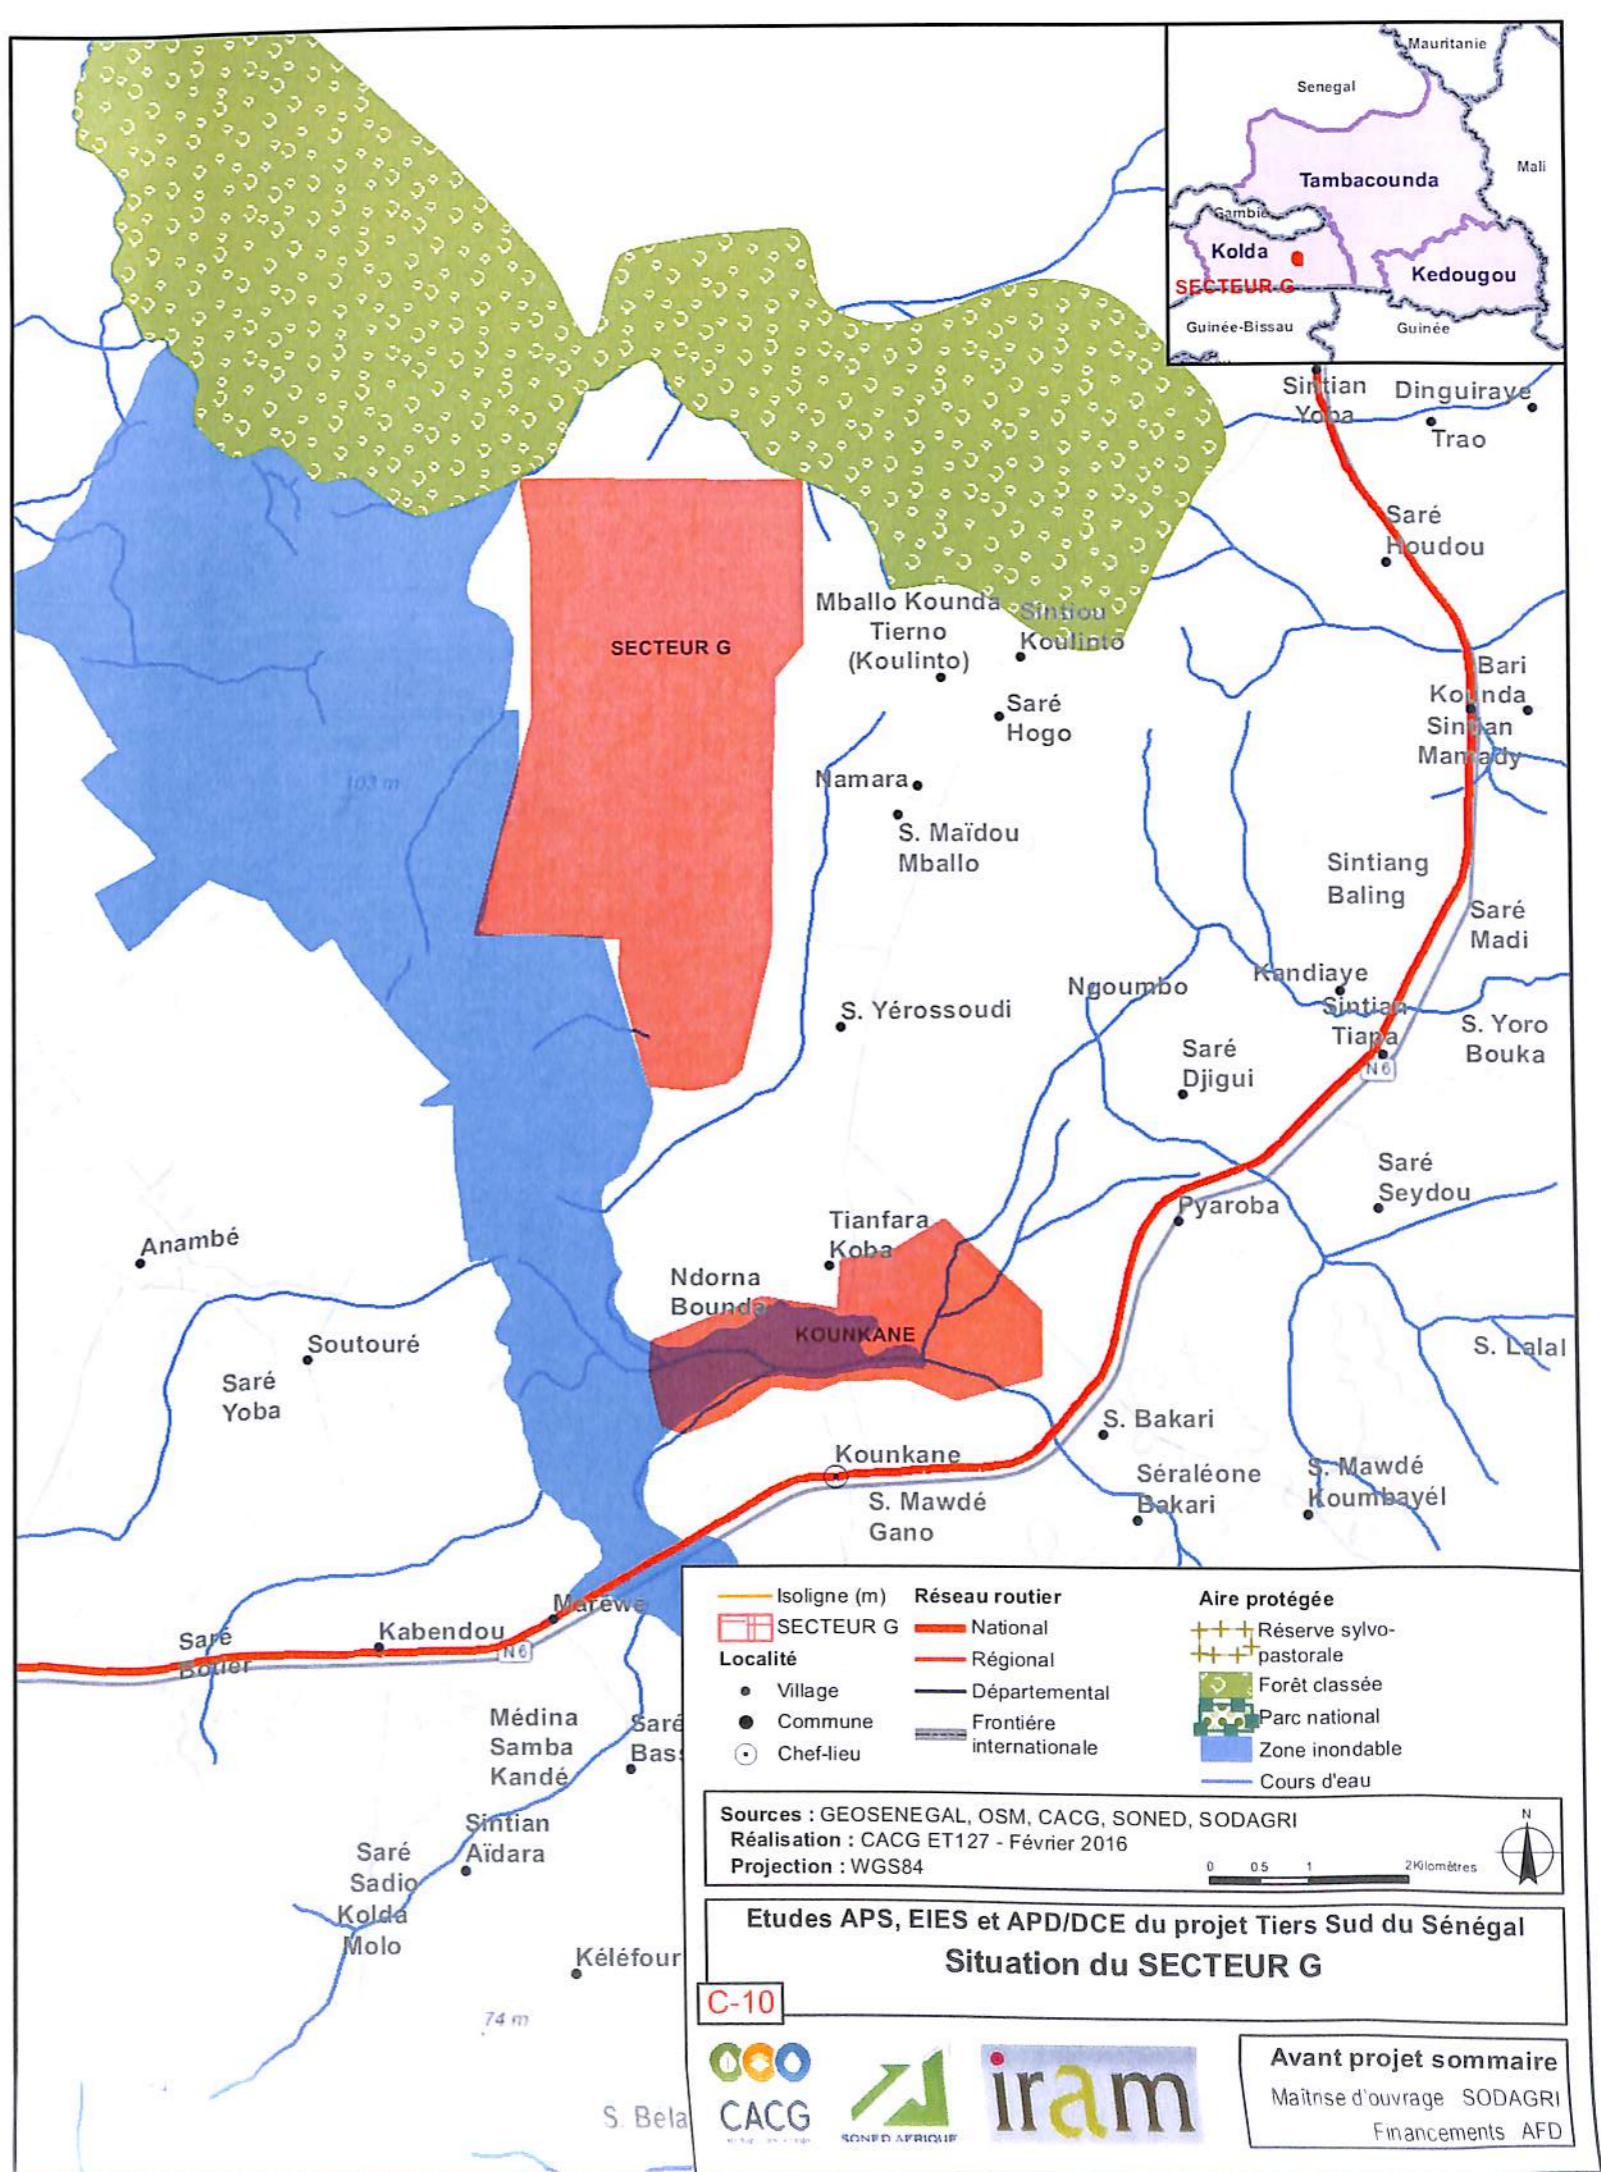 Mauritanie
Senegal
Mali
Tambacounda
Gambie
Kolda
Kedougou
SECTEUR G
Guinée-Bissau
Guinée
Sintian
Yoba
Dinguiraye
Trao
Saré
Houdou
Mballo Kounda
Tierno
(Koulinto)
Sintiou
Koulinto
SECTEUR G
Bari
Kounda
Saré
Hogo
Sintian
Mamady
103 m
Namara
S. Maïdou
Mballo
Sintiang
Baling
Saré
Madi
Kandiaye
Ngoumbo
S. Yérossoudi
Sintian
Tiapa
S. Yoro
Bouka
Saré
Djigui
N6
Saré
Seydou
Pyaroba
Anambé
Tianfara
Koba
Ndorna
Bounda
KOUNKANE
Soutouré
S. Lalal
Saré
Yoba
S. Bakari
Kounkane
Séraléone
Bakari
S. Mawdé
Koumbayél
S. Mawdé
Gano
Maréwé
Kabendou
Saré
Botier
N6
Médina
Samba
Kandé
Saré
Bass
Sintian
Aïdara
Saré
Sadio
Kolda
Molo
Kéléfour
74 m
S. Bela
Isoligne (m)
SECTEUR G
Localité
Village
Commune
Chef-lieu
Réseau routier
National
Régional
Départemental
Frontiére
internationale
Aire protégée
Réserve sylvo-
pastorale
Forêt classée
Parc national
Zone inondable
Cours d'eau
Sources : GEOSENEGAL, OSM, CACG, SONED, SODAGRI
Réalisation : CACG ET127 - Février 2016
Projection : WGS84
0 0.5 1 2 Kilomètres
N
Etudes APS, EIES et APD/DCE du projet Tiers Sud du Sénégal
Situation du SECTEUR G
C-10
CACG
SONED AFRIQUE
iram
Avant projet sommaire
Maîtrise d'ouvrage SODAGRI
Financements AFD